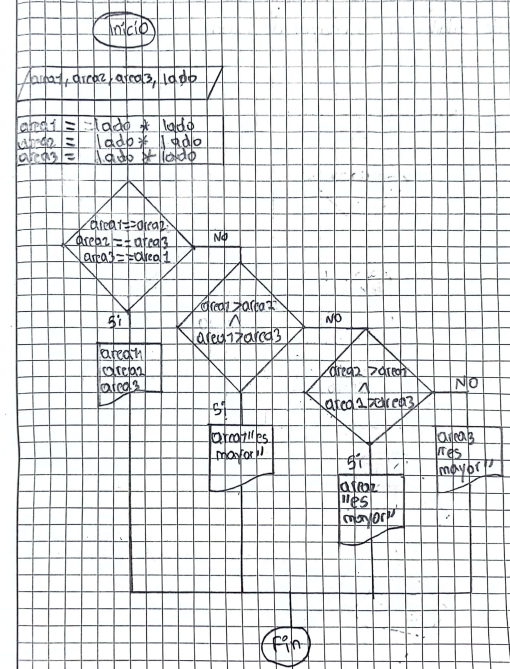 inicio
area1, area2, area3, lado
area1 = lado * lado
area2 = lado * lado
area3 = lado * lado
area1==area2
area2==area3
area3==area1
NO
Si
area1
area2
area3
area1>area2
^
area1>area3
NO
Si
area1"es
mayor"
area2>area1
^
area1>area3
NO
Si
area2
"es
mayor"
area3
"es
mayor"
Fin